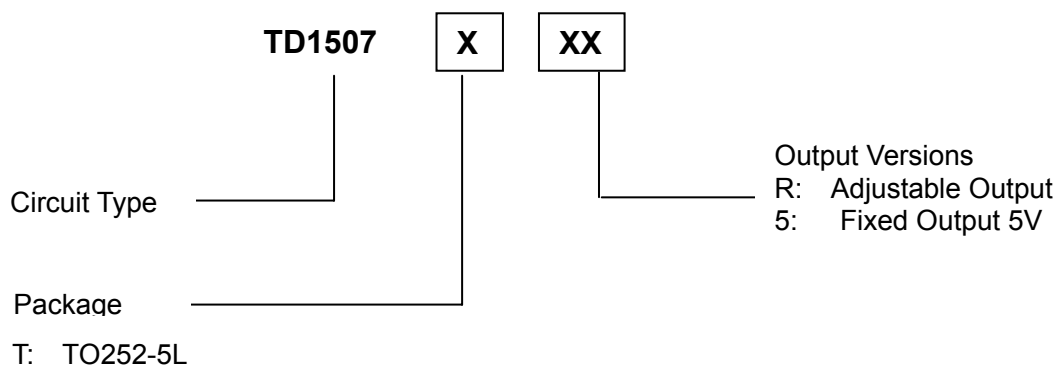 TD1507 X XX
Output Versions
R: Adjustable Output
5: Fixed Output 5V
Circuit Type
Package
T: TO252-5L